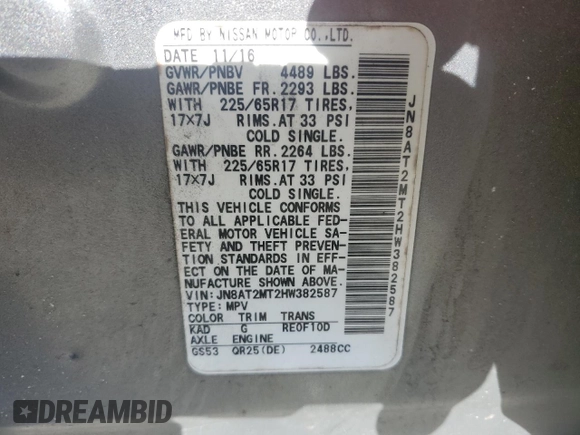 MFD BY NISSAN MOTOR CO.,LTD.
DATE 11/16
GVWR/PNBV 4489 LBS.
GAWR/PNBE FR. 2293 LBS.
WITH 225/65R17 TIRES,
17×7J RIMS. AT 33 PSI
COLD SINGLE.
GAWR/PNBE RR. 2264 LBS.
WITH 225/65R17 TIRES,
17×7J RIMS. AT 33 PSI
COLD SINGLE.
THIS VEHICLE CONFORMS
TO ALL APPLICABLE FED-
ERAL MOTOR VEHICLE SA-
FETY AND THEFT PREVEN-
TION STANDARDS IN EFF-
ECT ON THE DATE OF MA-
NUFACTURE SHOWN ABOVE.
VIN: JN8AT2MT2HW382587
TYPE: MPV
COLOR TRIM TRANS
KAD G RE0F10D
AXLE ENGINE
GS53 QR25(DE) 2488CC
JN8AT2MT2HW382587
DREAMBID